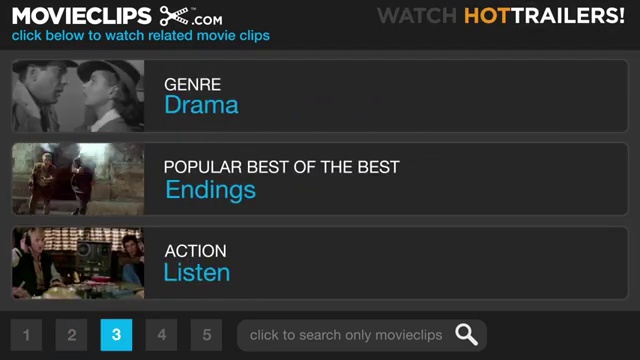 MOVIECLIPS .COM
WATCH HOTTRAILERS!
click below to watch related movie clips
GENRE
Drama
POPULAR BEST OF THE BEST
Endings
ACTION
Listen
1 2 3 4 5 click to search only movieclips